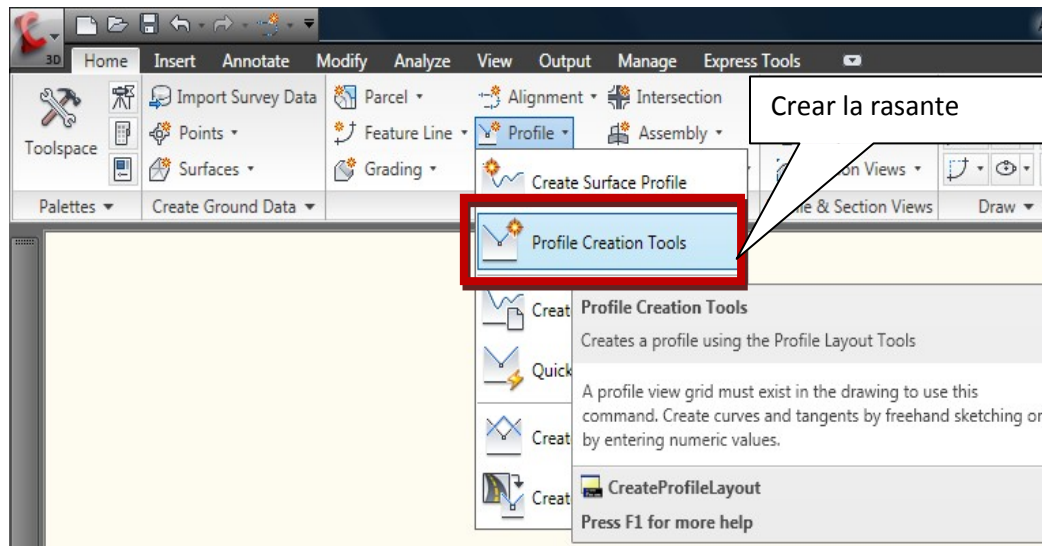 3D Home Insert Annotate Modify Analyze View Output Manage Express Tools
Import Survey Data Parcel Alignment Intersection
Crear la rasante
Toolspace Points Feature Line Profile Assembly
Surfaces Grading Create Surface Profile Views
Palettes Create Ground Data & Section Views Draw
Profile Creation Tools
Creat
Profile Creation Tools
Creates a profile using the Profile Layout Tools
Quick
A profile view grid must exist in the drawing to use this
command. Create curves and tangents by freehand sketching or
Creat
by entering numeric values.
Creat
CreateProfileLayout
Press F1 for more help